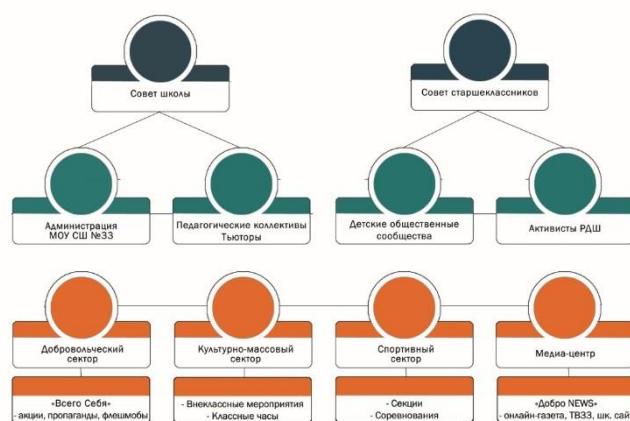 Совет школы
Совет старшеклассников
Администрация
МОУ СШ №33
Педагогические коллективы
Тьюторы
Детские общественные
сообщества
Активисты РДШ
Добровольческий
сектор
Культурно-массовый
сектор
Спортивный
сектор
Медиа-центр
«Всего Себя»
- акции, пропаганды, флешмобы
- Внеклассные мероприятия
- Классные часы
- Секции
- Соревнования
«Добро NEWS»
- онлайн-газета, ТВ33, шк. сайт